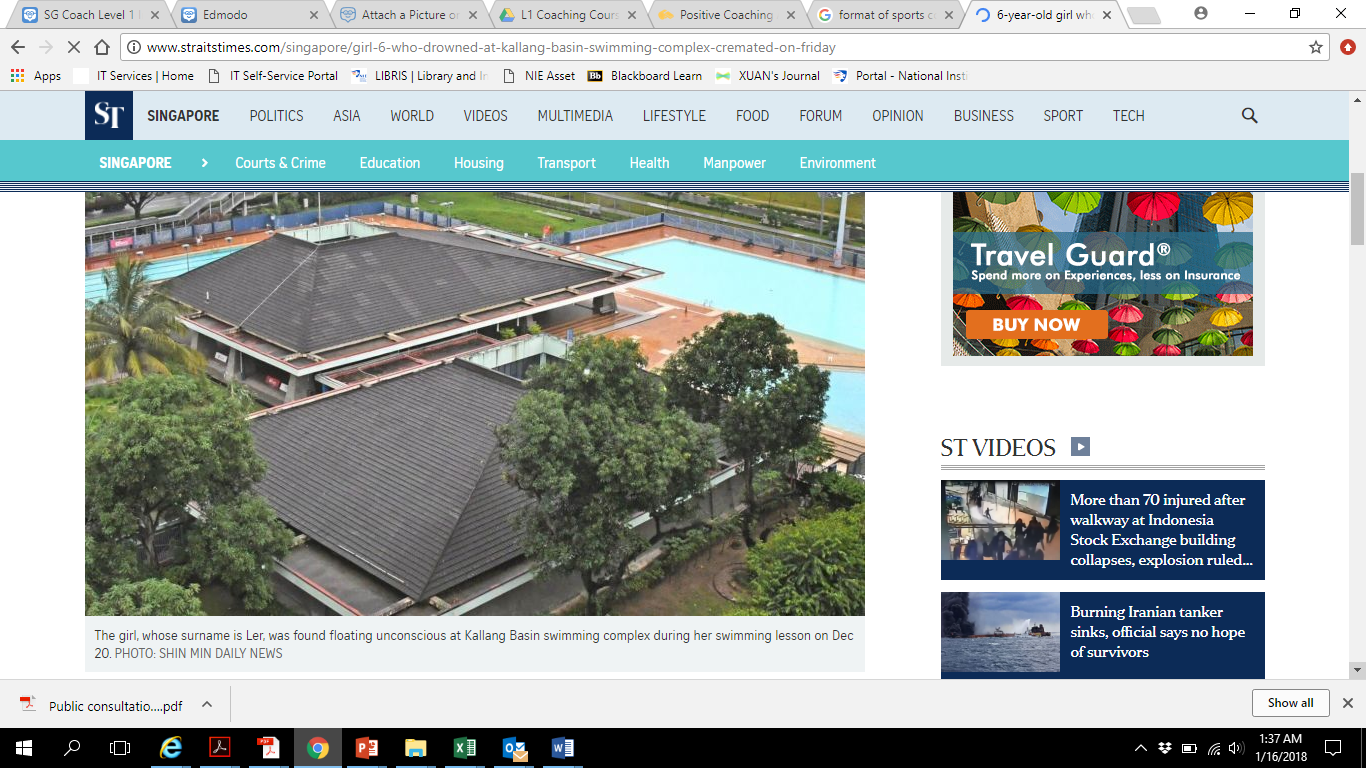 SG Coach Level 1
Edmodo
Attach a Picture or
L1 Coaching Cours
Positive Coaching
format of sports c
6-year-old girl wh
www.straitstimes.com/singapore/girl-6-who-drowned-at-kallang-basin-swimming-complex-cremated-on-friday
Apps
IT Services | Home
IT Self-Service Portal
LIBRIS | Library and In
NIE Asset
Bb
Blackboard Learn
XUAN's Journal
Portal - National Insti
ST
SINGAPORE
POLITICS
ASIA
WORLD
VIDEOS
MULTIMEDIA
LIFESTYLE
FOOD
FORUM
OPINION
BUSINESS
SPORT
TECH
SINGAPORE
Courts & Crime
Education
Housing
Transport
Health
Manpower
Environment
The girl, whose surname is Ler, was found floating unconscious at Kallang Basin swimming complex during her swimming lesson on Dec
20. PHOTO: SHIN MIN DAILY NEWS
Travel Guard®
Spend more on Experiences, less on Insurance
BUY NOW
ST VIDEOS
More than 70 injured after
walkway at Indonesia
Stock Exchange building
collapses, explosion ruled...
Burning Iranian tanker
sinks, official says no hope
of survivors
Public consultatio....pdf
Show all
1:37 AM
1/16/2018